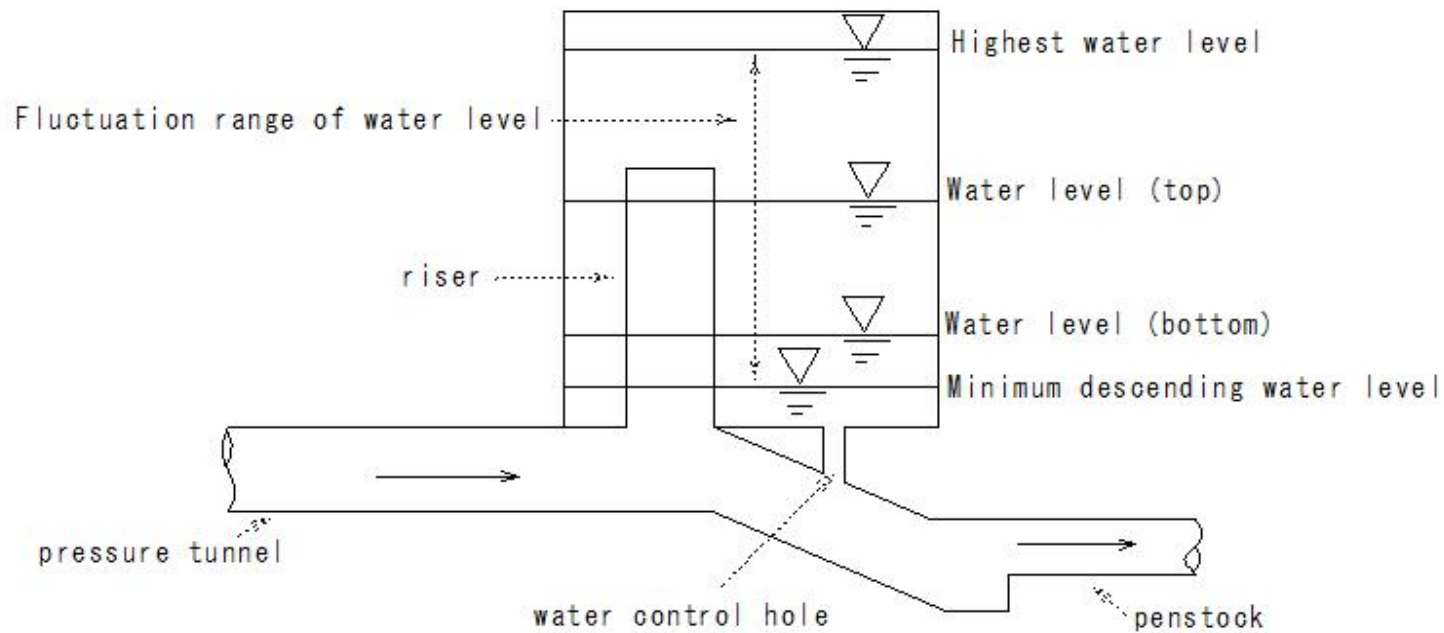 Highest water level
Fluctuation range of water level
Water level (top)
riser
Water level (bottom)
Minimum descending water level
pressure tunnel
water control hole
penstock